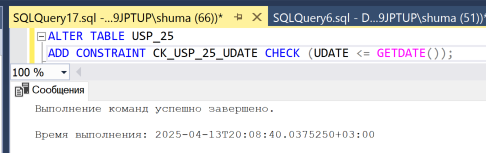 SQLQuery17.sql - ...9JPTUP\shuma (66))*
SQLQuery6.sql - D...9JPTUP\shuma (51))*
ALTER TABLE USP_25
ADD CONSTRAINT CK_USP_25_UDATE CHECK (UDATE <= GETDATE());
100 %
Сообщения
Выполнение команд успешно завершено.
Время выполнения: 2025-04-13T20:08:40.0375250+03:00